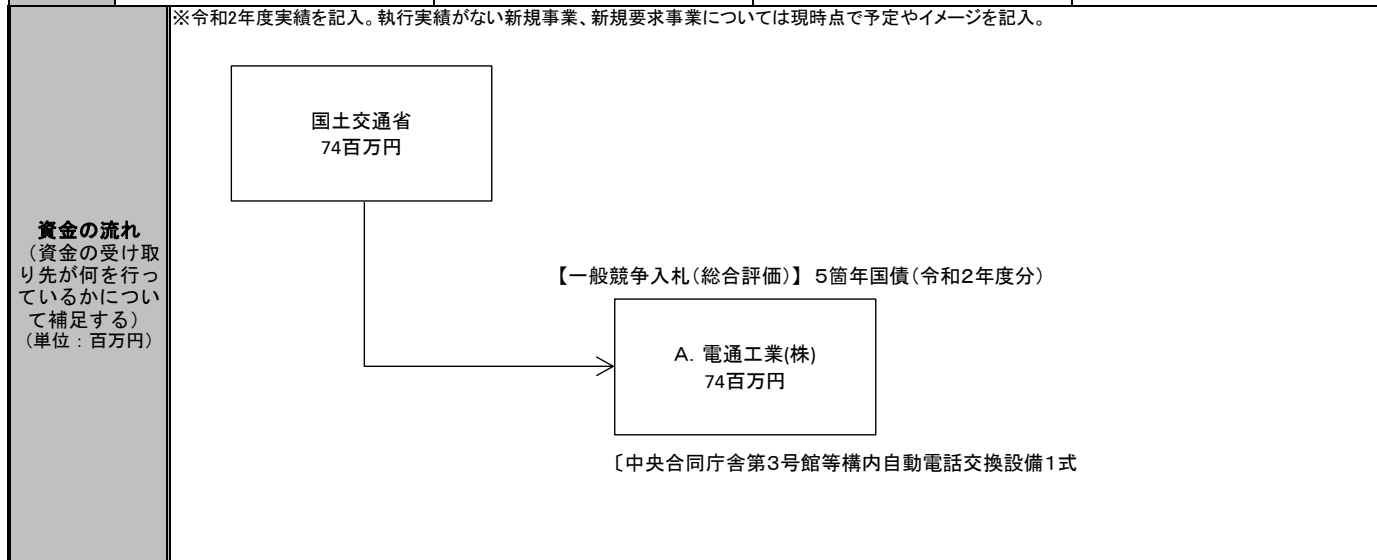 ※令和2年度実績を記入。執行実績がない新規事業、新規要求事業については現時点で予定やイメージを記入。
国土交通省
74百万円
資金の流れ
（資金の受け取
り先が何を行っ
ているかについ
て補足する）
（単位：百万円）
【一般競争入札（総合評価）】 5箇年国債（令和2年度分）
A. 電通工業(株)
74百万円
〔中央合同庁舎第3号館等構内自動電話交換設備1式